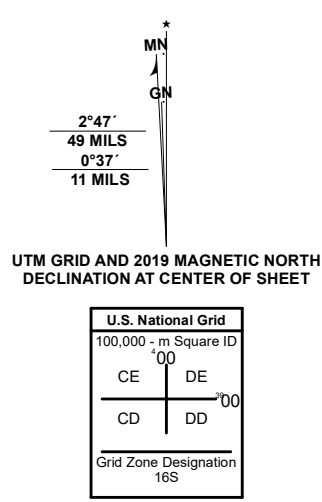 ★
MN
GN
2°47´
49 MILS
0°37´
11 MILS
UTM GRID AND 2019 MAGNETIC NORTH
DECLINATION AT CENTER OF SHEET
U.S. National Grid
100,000 - m Square ID
⁴00
CE DE
³⁹00
CD DD
Grid Zone Designation
16S